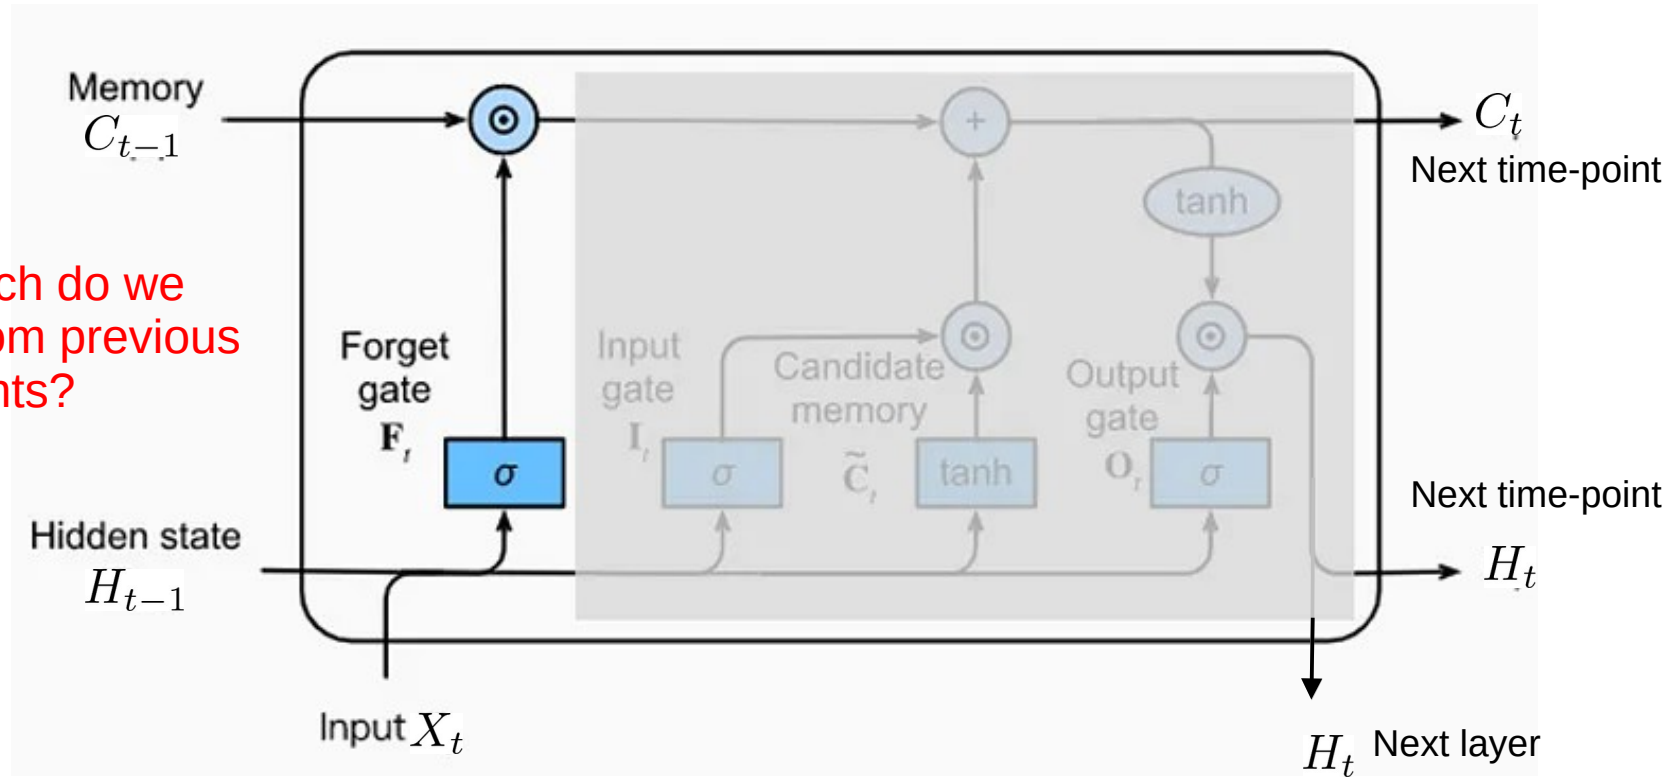 Memory
C_{t-1}
C_t
Next time-point
tanh
ch do we
om previous
nts?
Forget
gate
F_t
Input
gate
I_t
Candidate
memory
C̃_t
Output
gate
O_t
σ
σ
tanh
σ
Next time-point
Hidden state
H_{t-1}
H_t
Input X_t
H_t Next layer